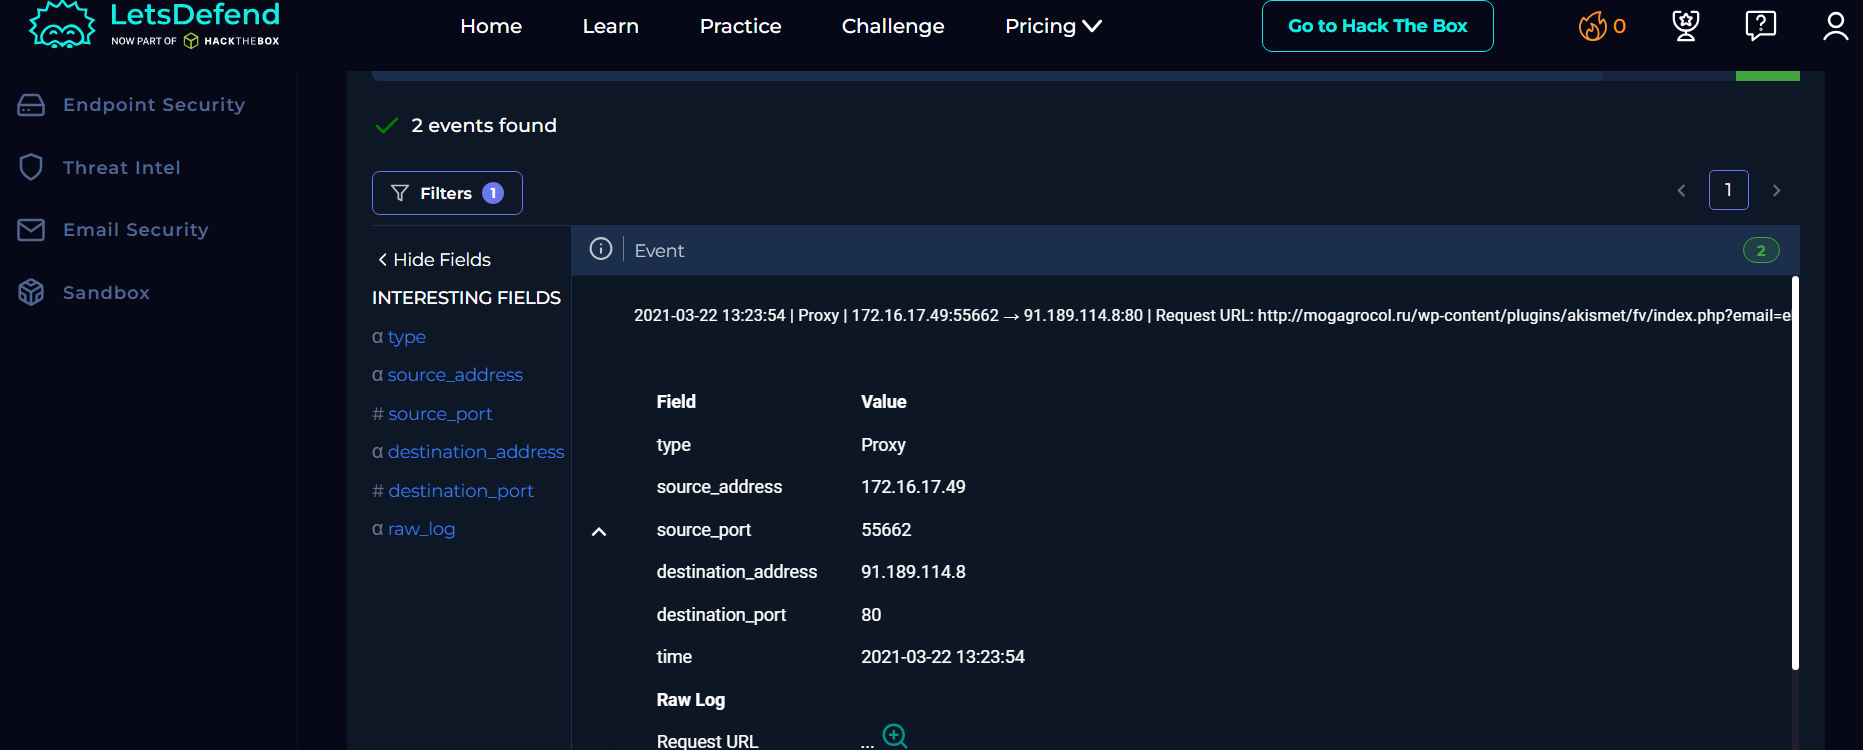 LetsDefend
NOW PART OF HACKTHEBOX
Home Learn Practice Challenge Pricing Go to Hack The Box 0
Endpoint Security
Threat Intel
Email Security
Sandbox
2 events found
Filters 1
1
Hide Fields
INTERESTING FIELDS
α type
α source_address
# source_port
α destination_address
# destination_port
α raw_log
Event 2
2021-03-22 13:23:54 | Proxy | 172.16.17.49:55662 → 91.189.114.8:80 | Request URL: http://mogagrocol.ru/wp-content/plugins/akismet/fv/index.php?email=e
Field Value
type Proxy
source_address 172.16.17.49
source_port 55662
destination_address 91.189.114.8
destination_port 80
time 2021-03-22 13:23:54
Raw Log
Request URL ...